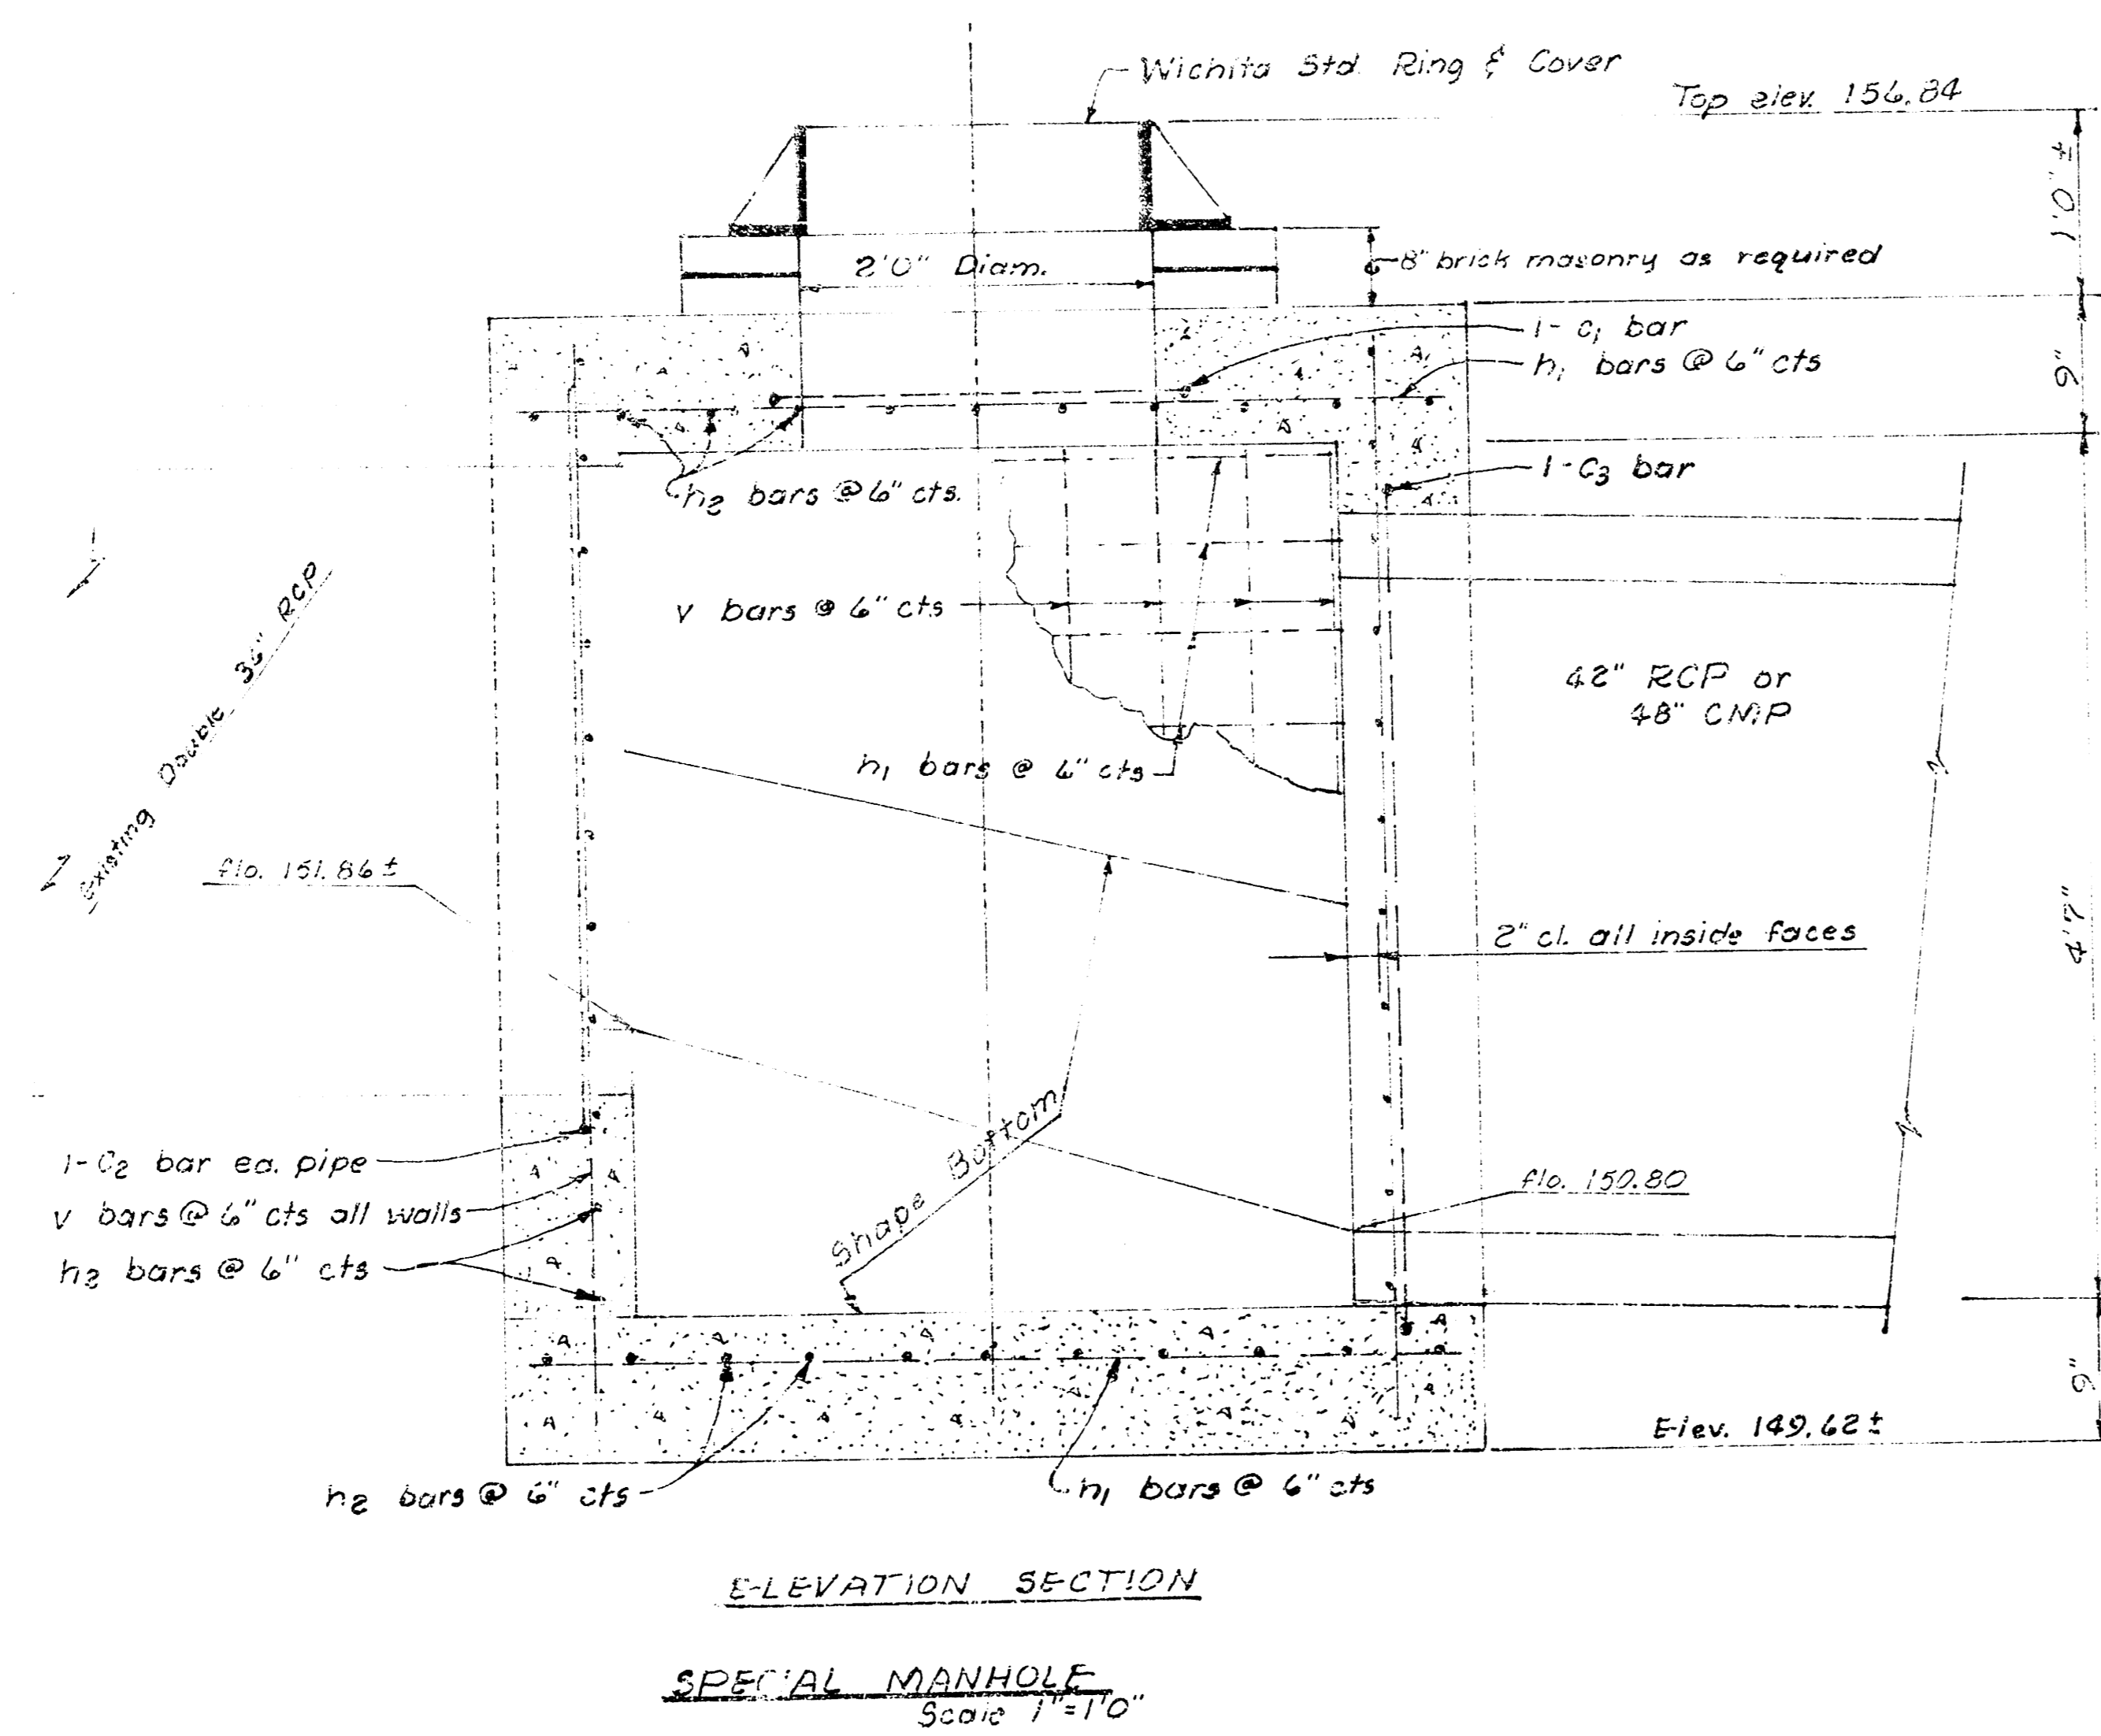 Wichita Std. Ring & Cover
Top elev. 156.84
1'0" ±
2'0" Diam.
8" brick masonry as required
1-c1 bar
h1 bars @ 6" cts
9"
1-c3 bar
h2 bars @ 6" cts.
Existing Double 36" RCP
v bars @ 6" cts
42" RCP or
48" CMP
h1 bars @ 6" cts
flo. 151.86 ±
2" cl. all inside faces
Shape Bottom
1-c2 bar ea. pipe
v bars @ 6" cts all walls
h2 bars @ 6" cts
flo. 150.80
9"
Elev. 149.62 ±
h2 bars @ 6" cts
h1 bars @ 6" cts
ELEVATION SECTION
SPECIAL MANHOLE
Scale 1"=1'0"